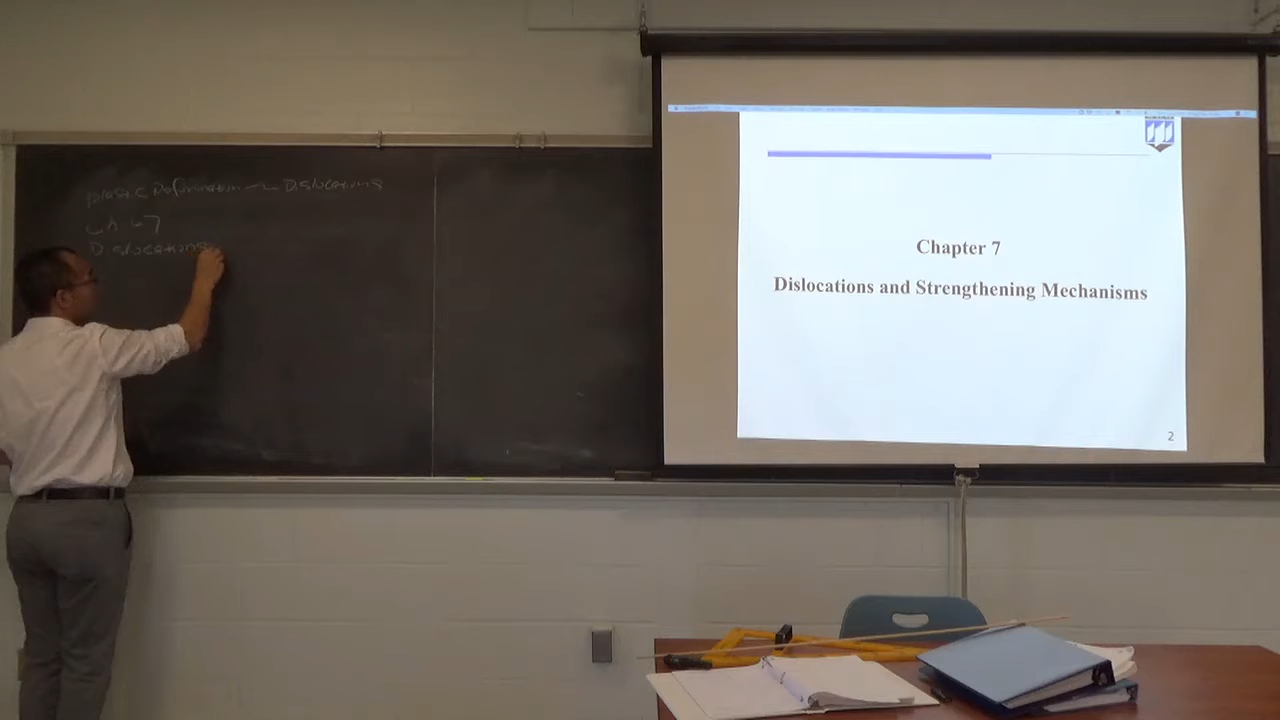 Plastic Deformation — Dislocations
Ch. 7
Dislocations
Chapter 7
Dislocations and Strengthening Mechanisms
2